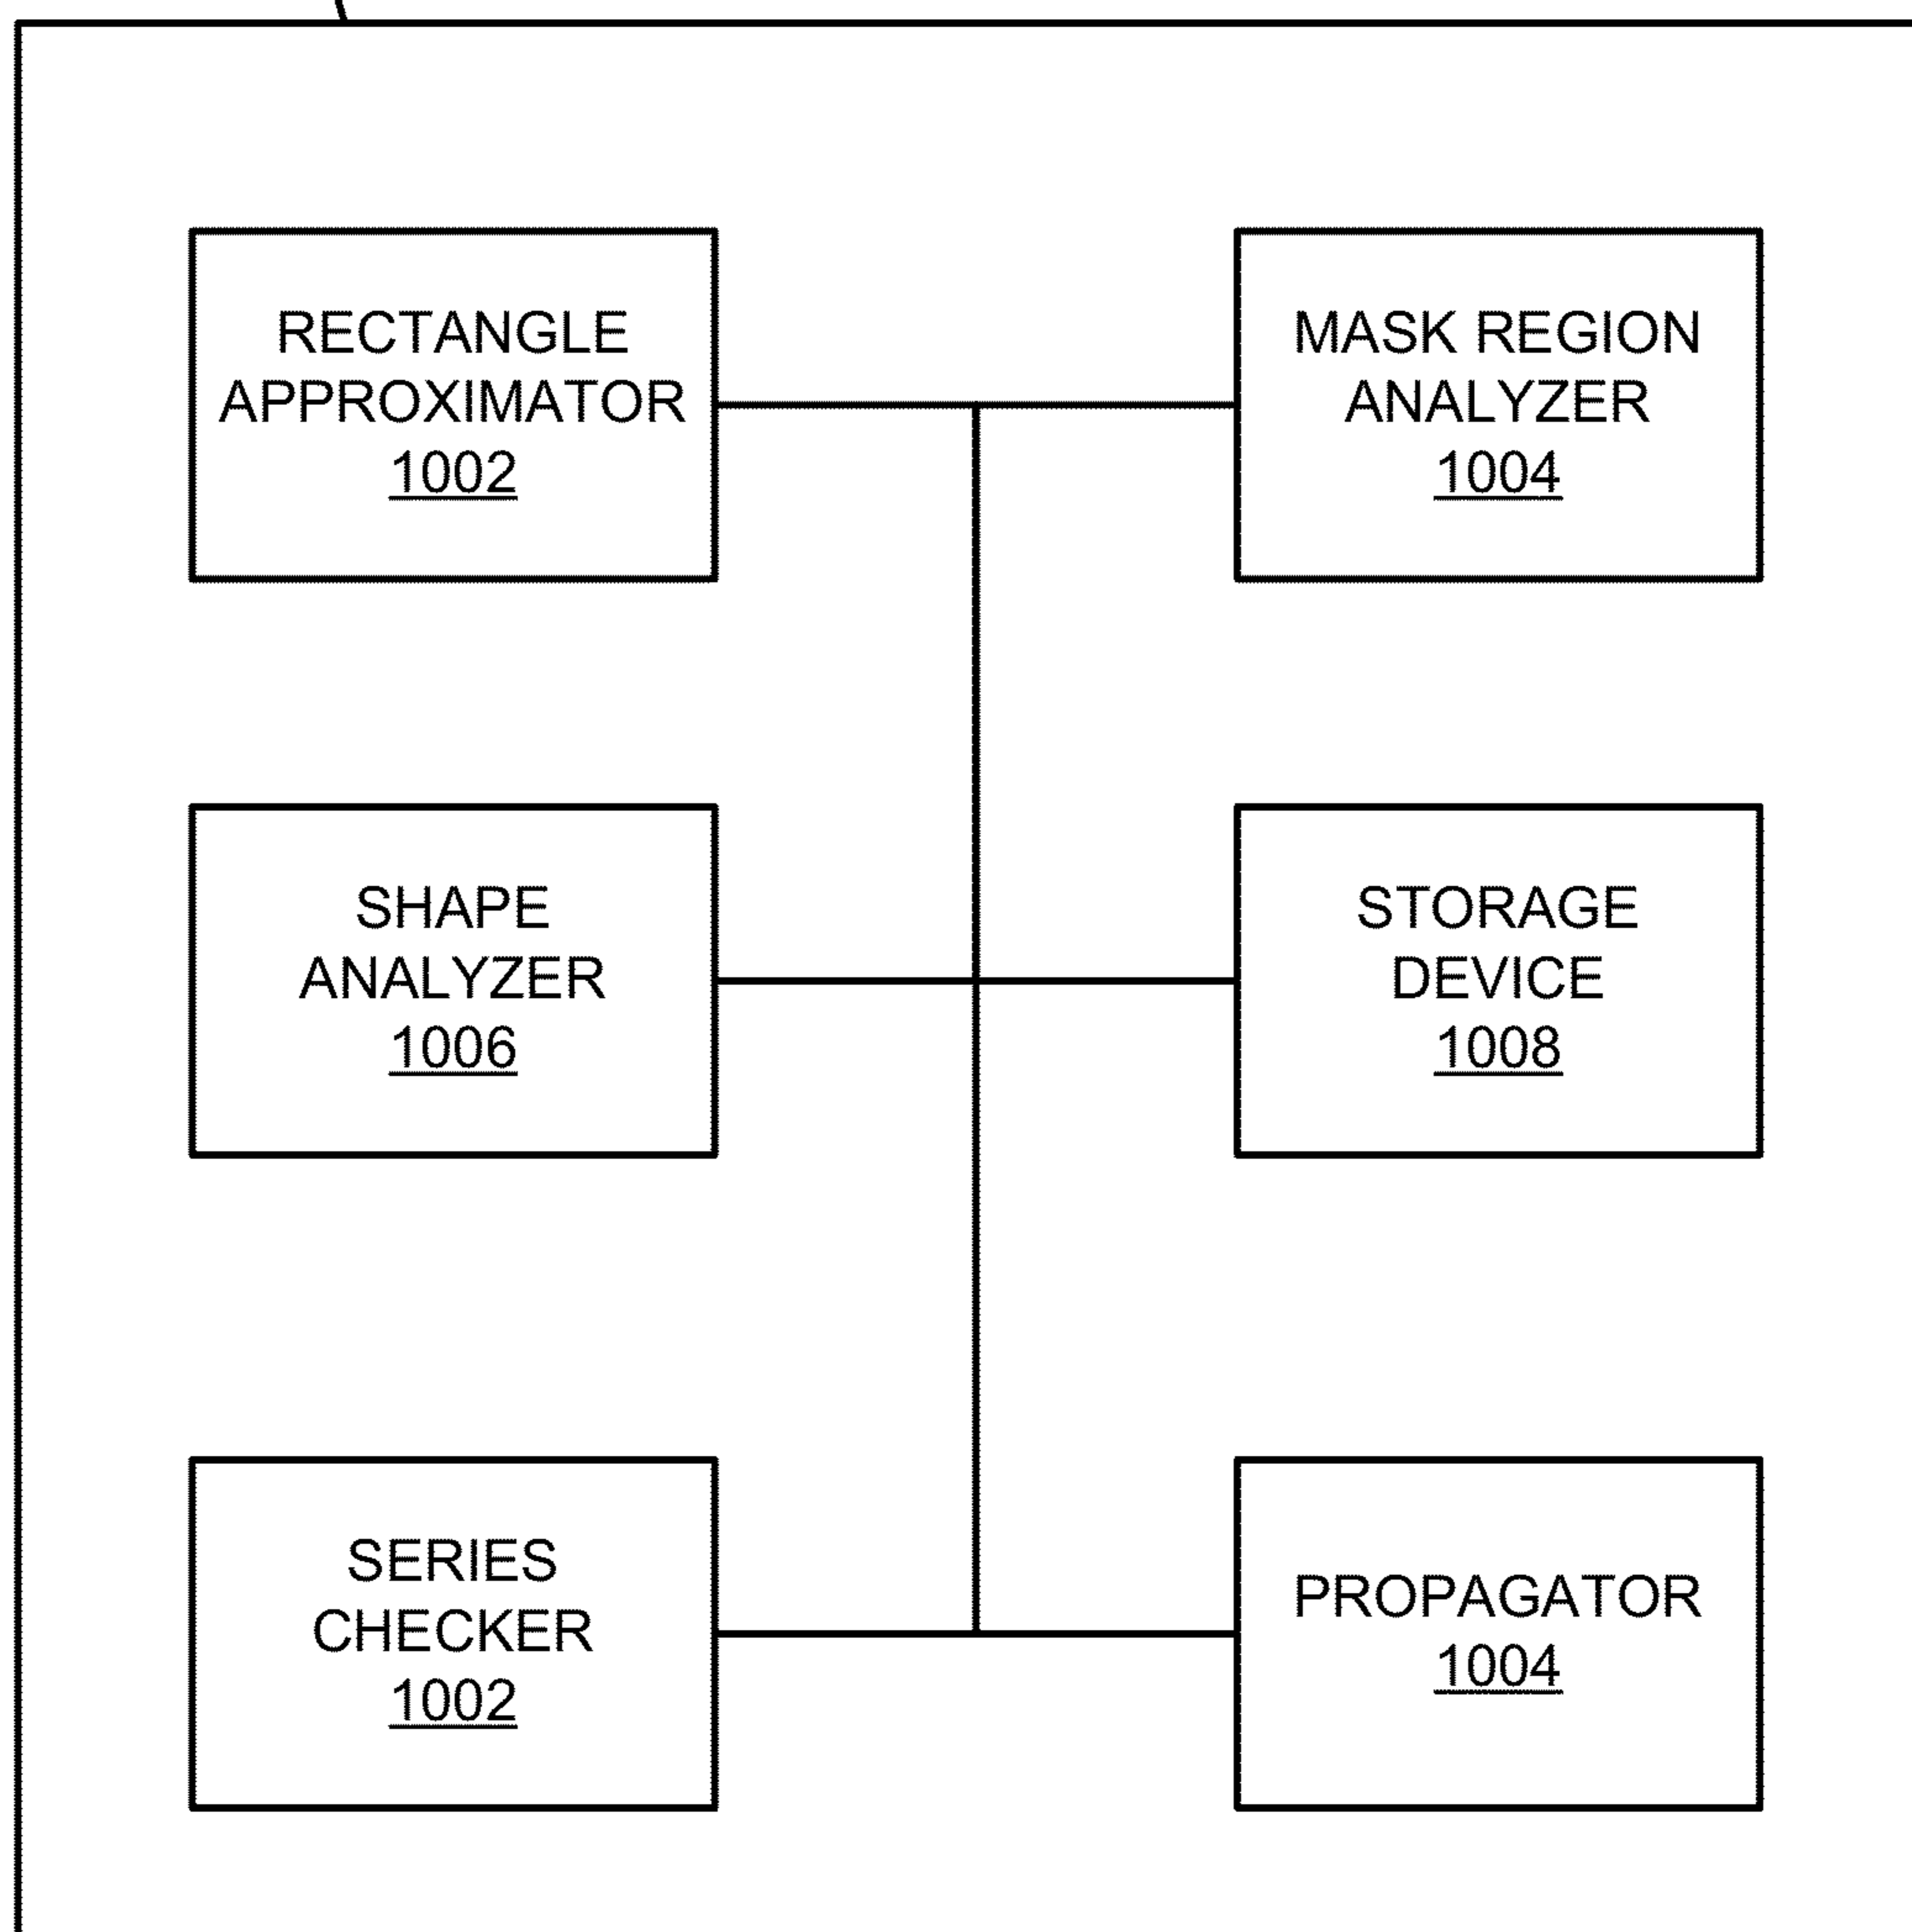 RECTANGLE
APPROXIMATOR
1002
MASK REGION
ANALYZER
1004
SHAPE
ANALYZER
1006
STORAGE
DEVICE
1008
SERIES
CHECKER
1002
PROPAGATOR
1004